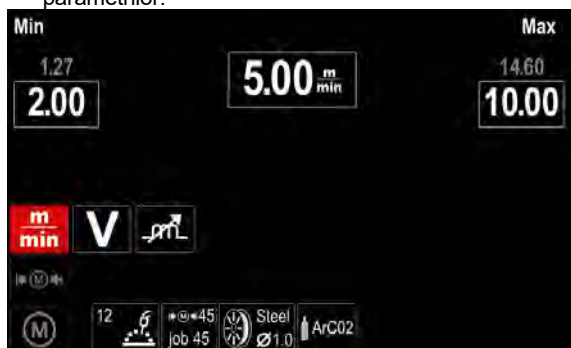 Min Max
1.27 14.60
5.00 m/min
2.00 10.00
m/min V
M
M 12 45 Steel ArC02
job 45 Ø1.0